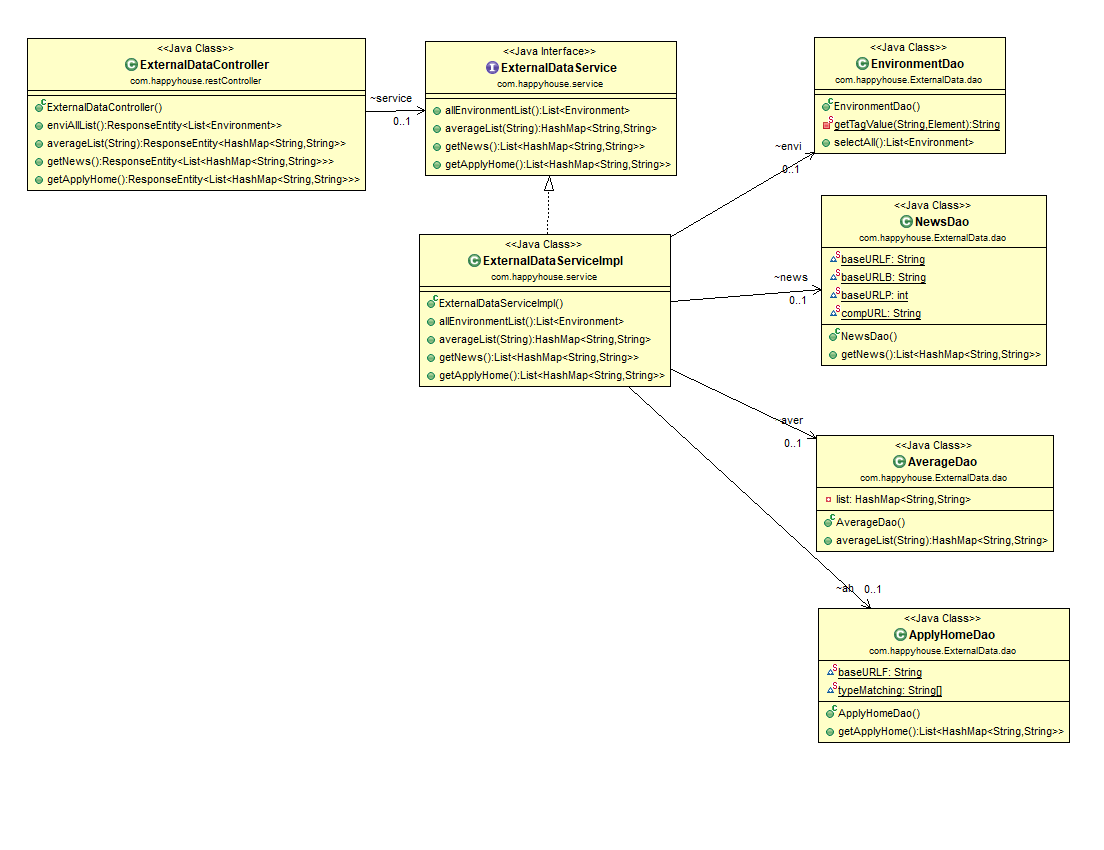 <<Java Class>>
ExternalDataController
com.happyhouse.restController
ExternalDataController()
enviAllList():ResponseEntity<List<Environment>>
averageList(String):ResponseEntity<HashMap<String,String>>
getNews():ResponseEntity<List<HashMap<String,String>>>
getApplyHome():ResponseEntity<List<HashMap<String,String>>>
~service
0..1
<<Java Interface>>
ExternalDataService
com.happyhouse.service
allEnvironmentList():List<Environment>
averageList(String):HashMap<String,String>
getNews():List<HashMap<String,String>>
getApplyHome():List<HashMap<String,String>>
<<Java Class>>
ExternalDataServiceImpl
com.happyhouse.service
ExternalDataServiceImpl()
allEnvironmentList():List<Environment>
averageList(String):HashMap<String,String>
getNews():List<HashMap<String,String>>
getApplyHome():List<HashMap<String,String>>
~envi
0..1
<<Java Class>>
EnvironmentDao
com.happyhouse.ExternalData.dao
EnvironmentDao()
getTagValue(String,Element):String
selectAll():List<Environment>
~news
0..1
<<Java Class>>
NewsDao
com.happyhouse.ExternalData.dao
baseURLF: String
baseURLB: String
baseURLP: int
compURL: String
NewsDao()
getNews():List<HashMap<String,String>>
~aver
0..1
<<Java Class>>
AverageDao
com.happyhouse.ExternalData.dao
list: HashMap<String,String>
AverageDao()
averageList(String):HashMap<String,String>
~ah
0..1
<<Java Class>>
ApplyHomeDao
com.happyhouse.ExternalData.dao
baseURLF: String
typeMatching: String[]
ApplyHomeDao()
getApplyHome():List<HashMap<String,String>>